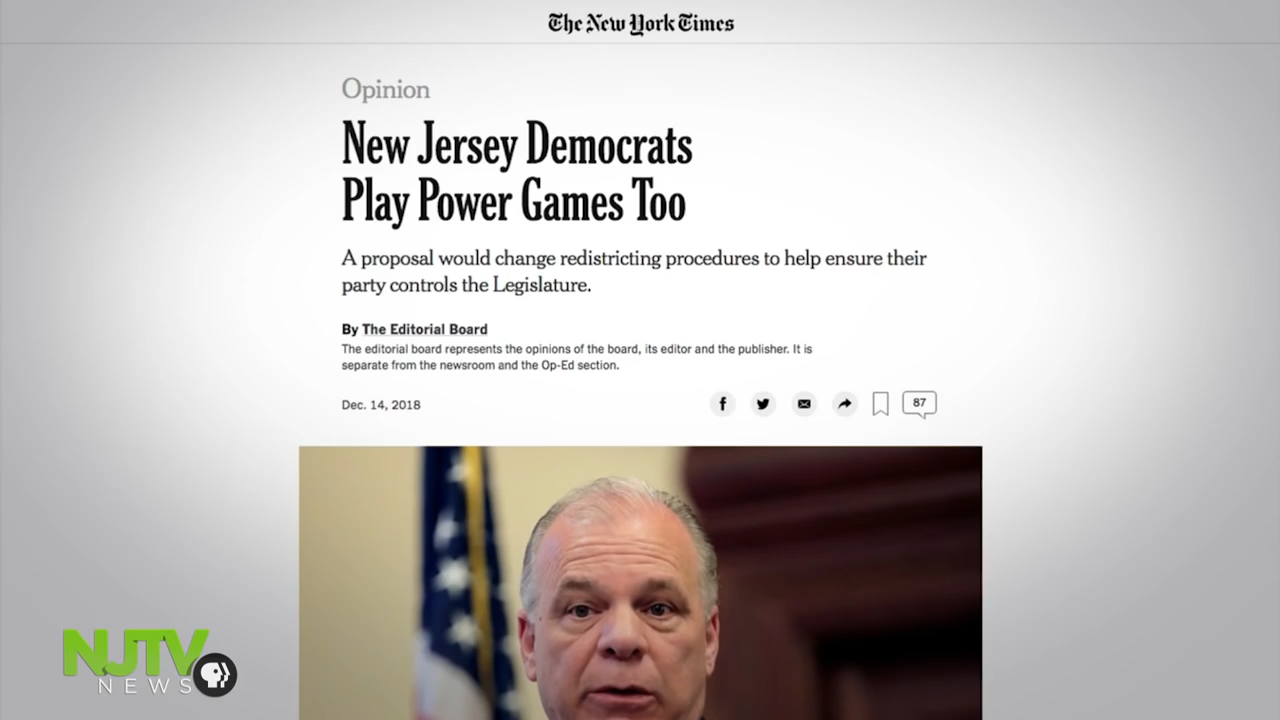 The New York Times
Opinion
New Jersey Democrats
Play Power Games Too
A proposal would change redistricting procedures to help ensure their
party controls the Legislature.
By The Editorial Board
The editorial board represents the opinions of the board, its editor and the publisher. It is
separate from the newsroom and the Op-Ed section.
Dec. 14, 2018
87
NJTV
NEWS